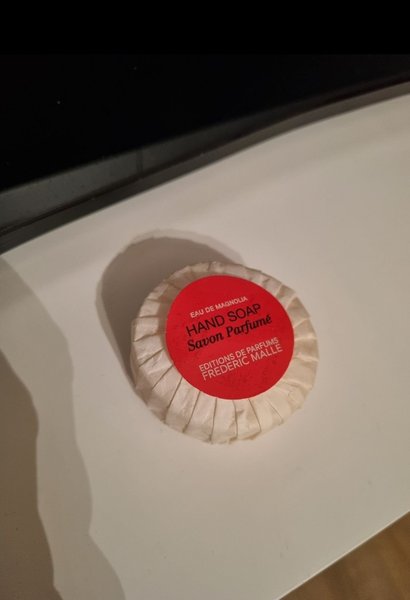 EAU DE MAGNOLIA
HAND SOAP
Savon Parfumé
EDITIONS DE PARFUMS
FREDERIC MALLE